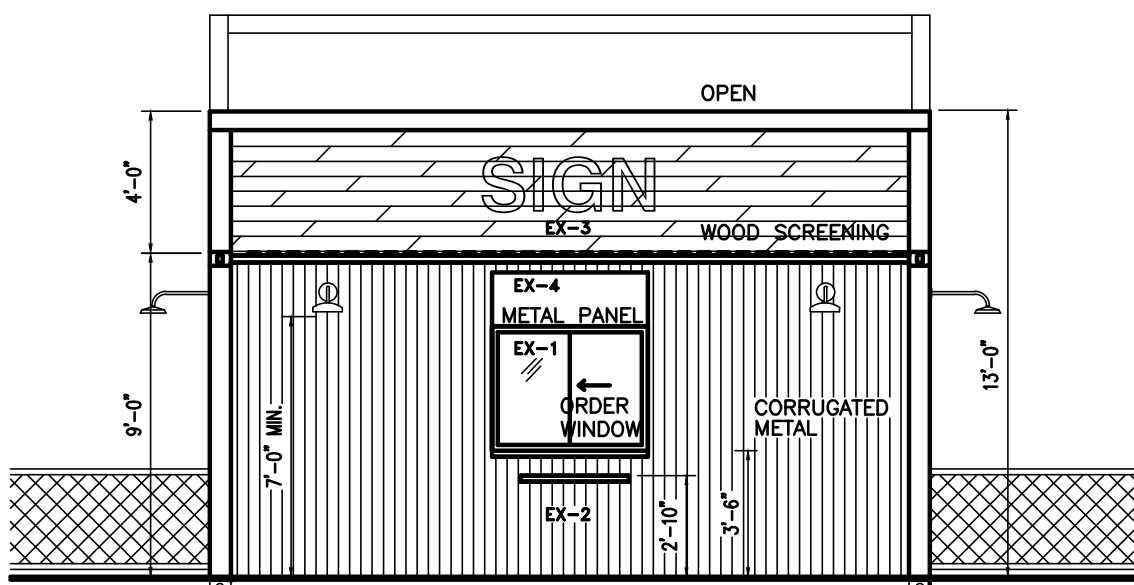 OPEN
4'-0"
SIGN
EX-3
WOOD SCREENING
EX-4
METAL PANEL
EX-1
ORDER
WINDOW
CORRUGATED
METAL
13'-0"
9'-0"
7'-0" MIN.
EX-2
2'-10"
3'-6"